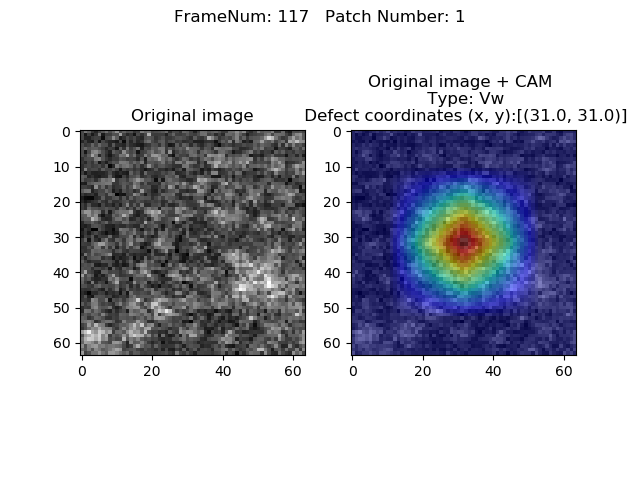 FrameNum: 117   Patch Number: 1
Original image
0
10
20
30
40
50
60
0 20 40 60
Original image + CAM
Type: Vw
Defect coordinates (x, y):[(31.0, 31.0)]
0
10
20
30
40
50
60
0 20 40 60